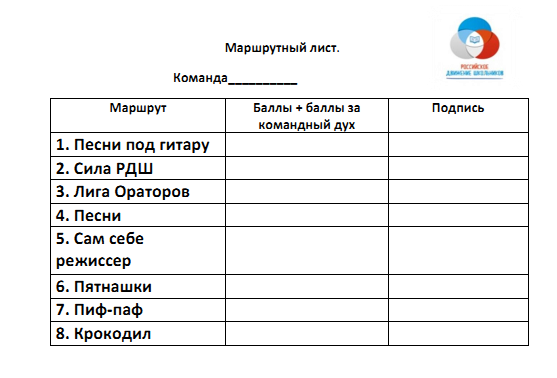 Маршрутный лист.
РОССИЙСКОЕ
ДВИЖЕНИЕ ШКОЛЬНИКОВ
Команда__________
Маршрут
Баллы + баллы за
командный дух
Подпись
1. Песни под гитару
2. Сила РДШ
3. Лига Ораторов
4. Песни
5. Сам себе
режиссер
6. Пятнашки
7. Пиф-паф
8. Крокодил